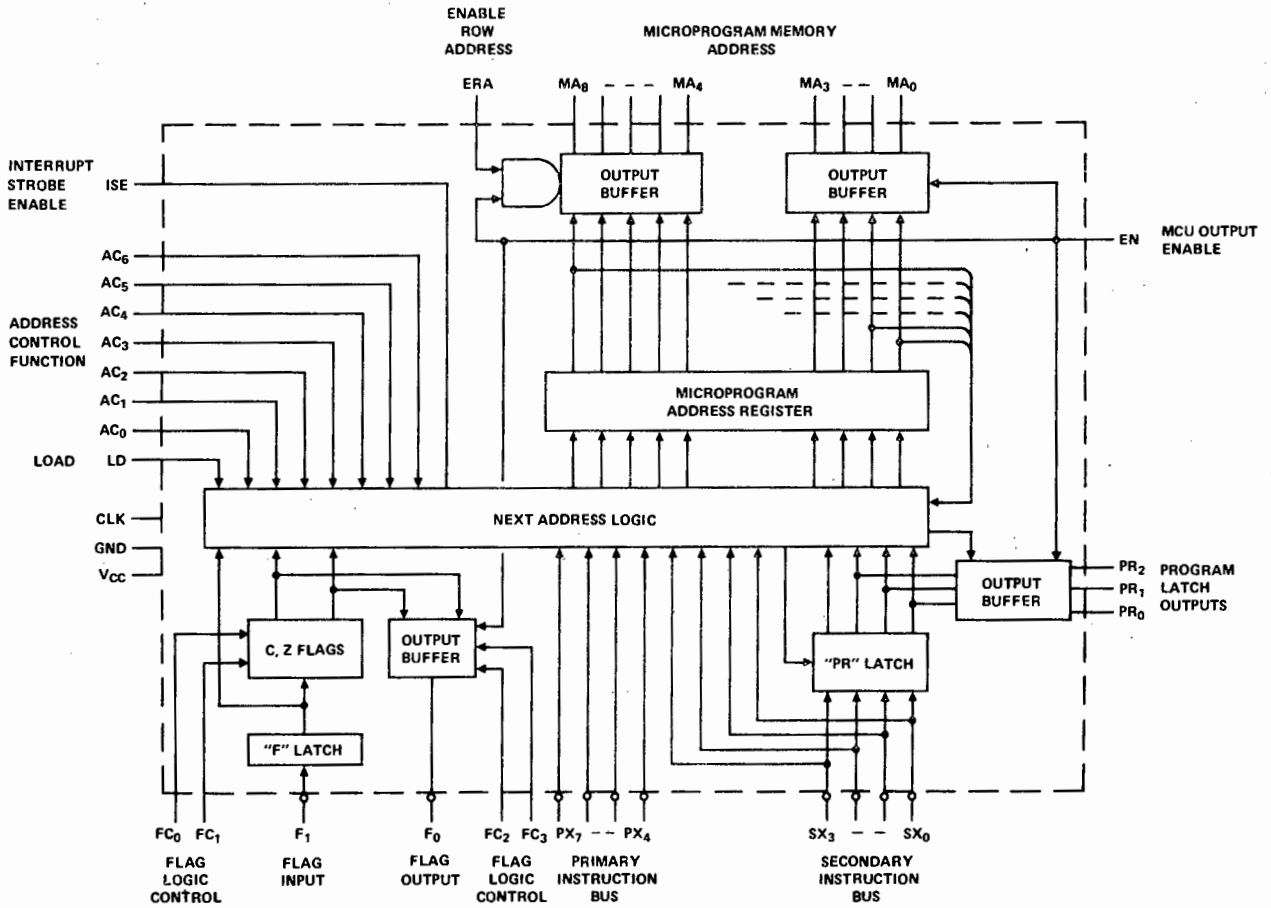 ENABLE
ROW
ADDRESS
MICROPROGRAM MEMORY
ADDRESS
ERA
MA8 - - - - MA4
MA3 - - MA0
INTERRUPT
STROBE
ENABLE
ISE
OUTPUT
BUFFER
OUTPUT
BUFFER
EN
MCU OUTPUT
ENABLE
AC6
AC5
AC4
AC3
AC2
AC1
AC0
ADDRESS
CONTROL
FUNCTION
LOAD
LD
MICROPROGRAM
ADDRESS REGISTER
NEXT ADDRESS LOGIC
CLK
GND
VCC
OUTPUT
BUFFER
PR2
PR1
PR0
PROGRAM
LATCH
OUTPUTS
C, Z FLAGS
OUTPUT
BUFFER
"PR" LATCH
"F" LATCH
FC0
FC1
F1
F0
FC2
FC3
PX7 - - PX4
SX3 - - SX0
FLAG
LOGIC
CONTROL
FLAG
INPUT
FLAG
OUTPUT
FLAG
LOGIC
CONTROL
PRIMARY
INSTRUCTION
BUS
SECONDARY
INSTRUCTION
BUS